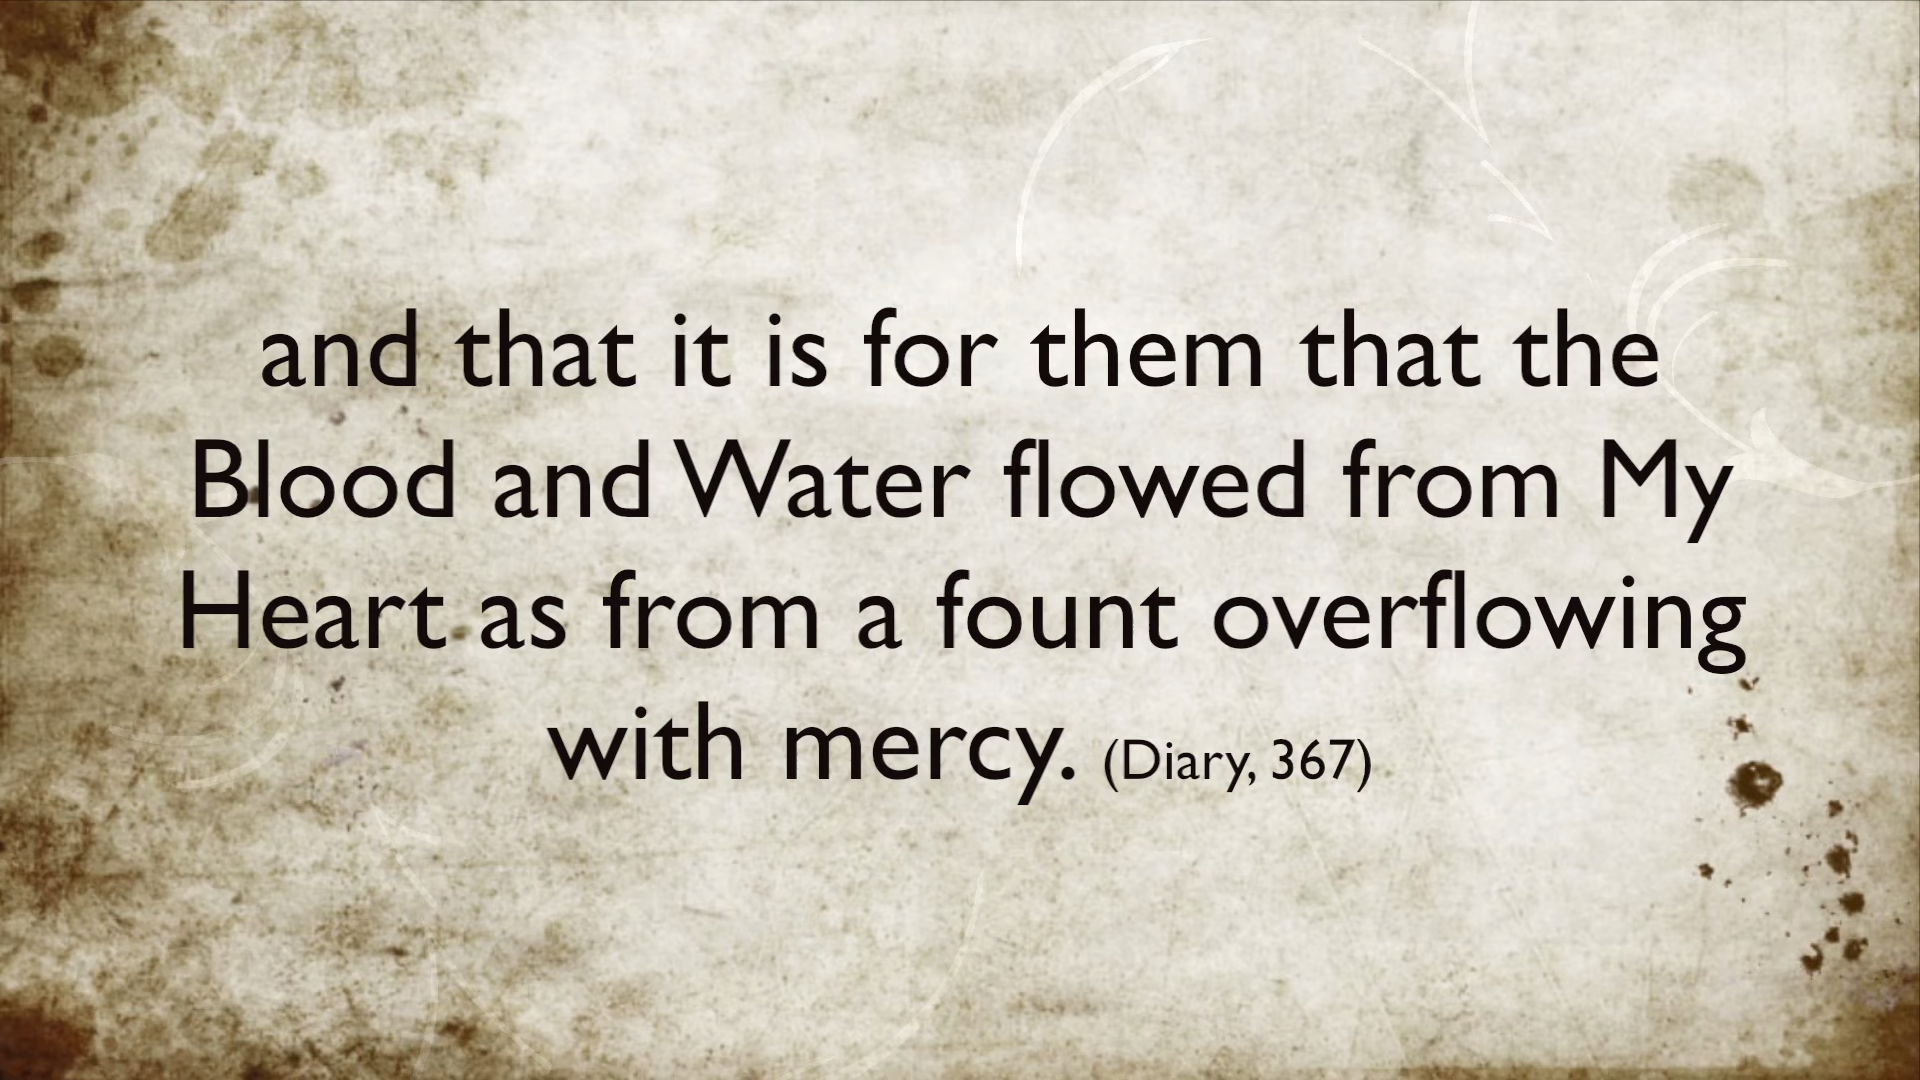 and that it is for them that the
Blood and Water flowed from My
Heart as from a fount overflowing
with mercy. (Diary, 367)